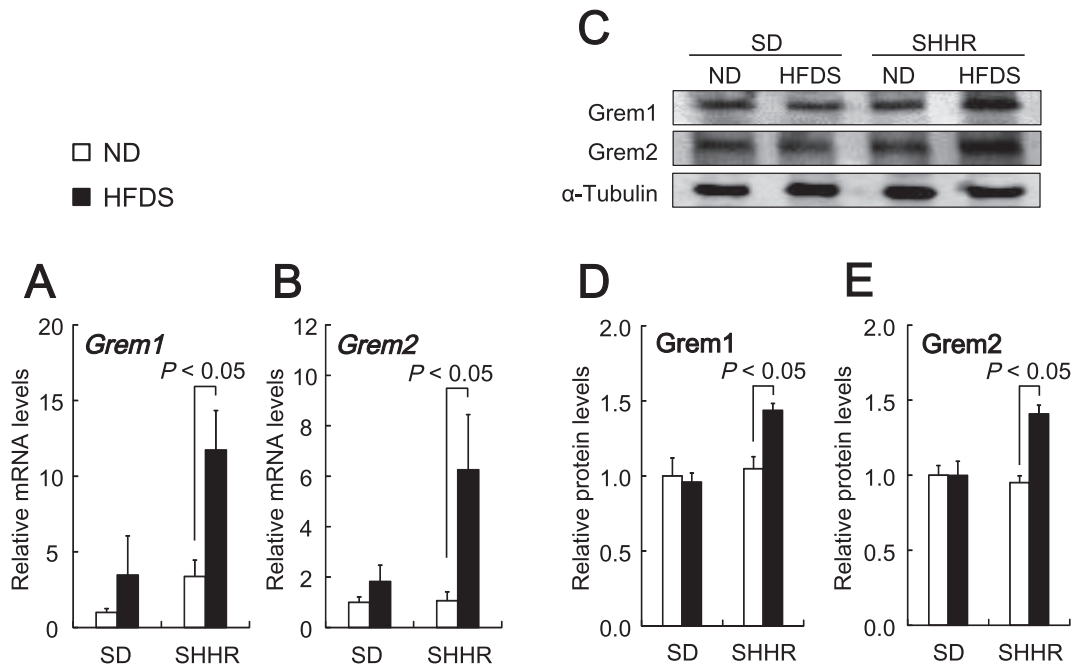 C
SD SHHR
ND HFDS ND HFDS
Grem1
Grem2
α-Tubulin
ND
HFDS
A
Grem1
P < 0.05
Relative mRNA levels
20
15
10
5
0
SD SHHR
B
Grem2
P < 0.05
Relative mRNA levels
12
10
8
6
4
2
0
SD SHHR
D
Grem1
P < 0.05
Relative protein levels
2.0
1.5
1.0
0.5
0.0
SD SHHR
E
Grem2
P < 0.05
Relative protein levels
2.0
1.5
1.0
0.5
0.0
SD SHHR